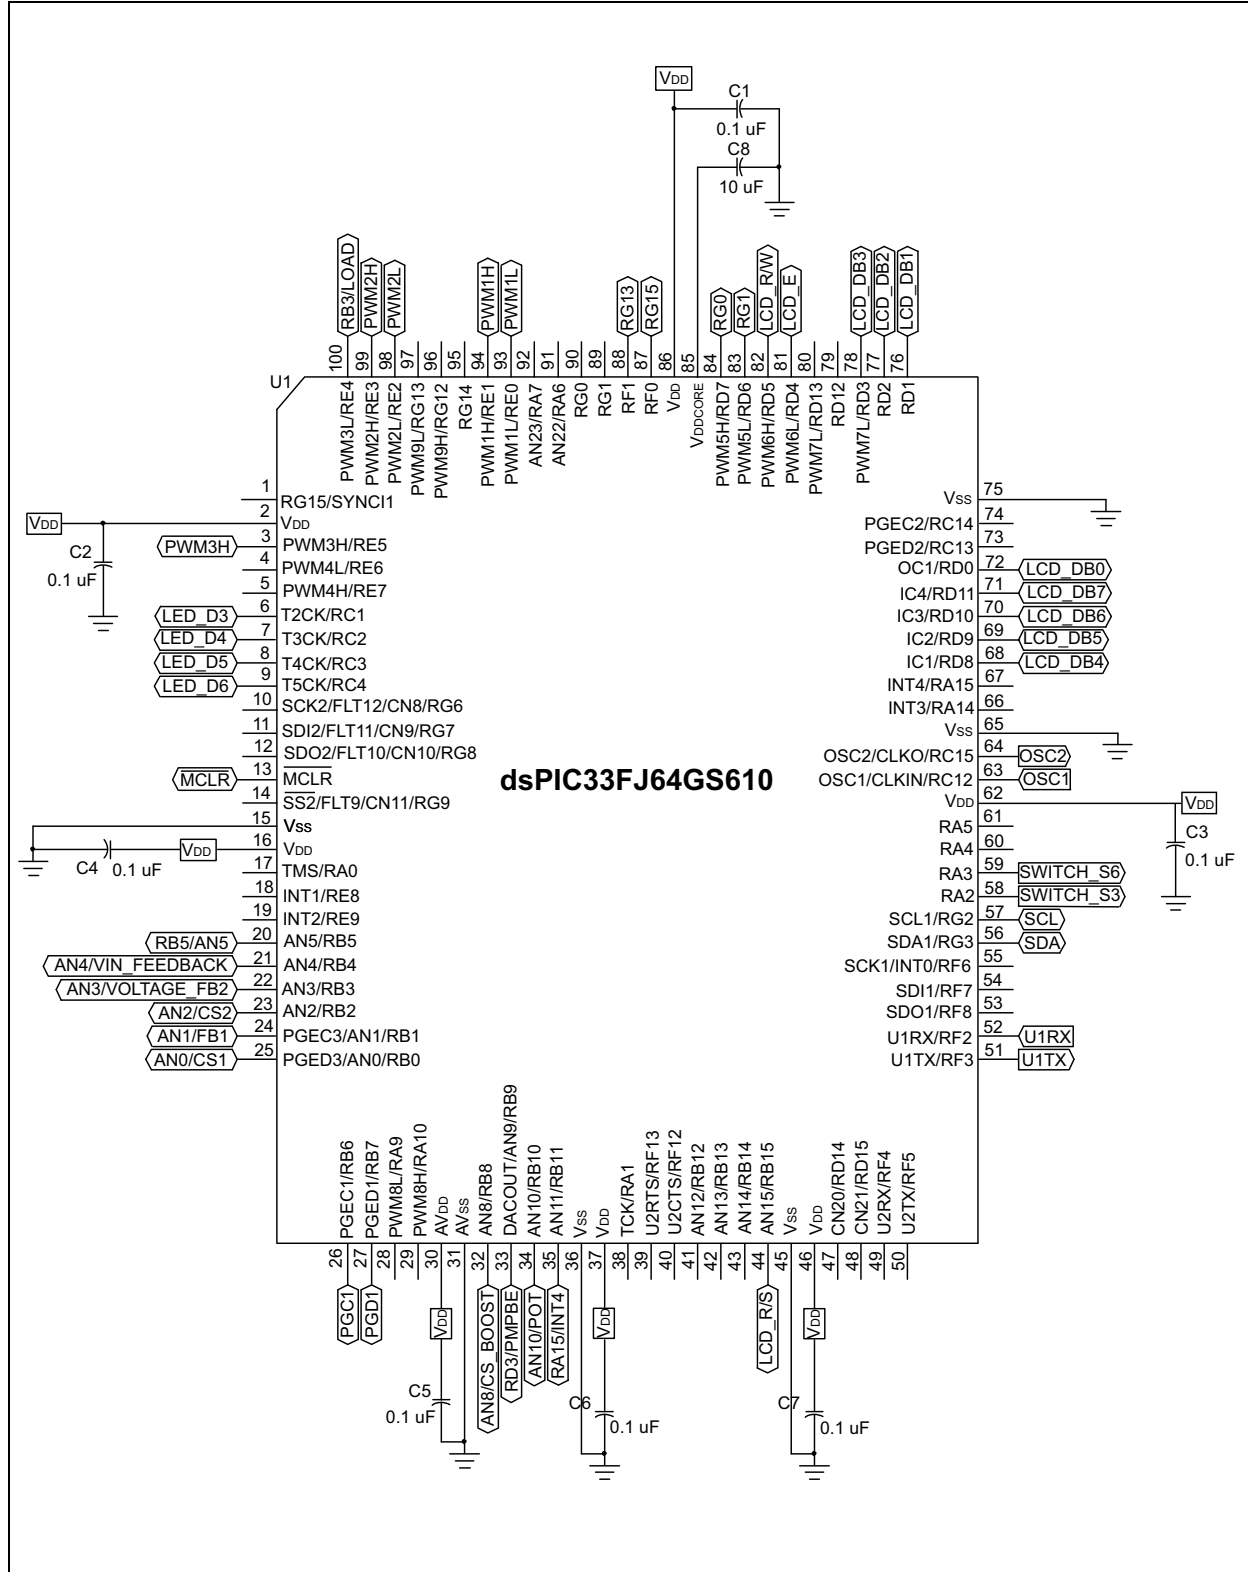 VDD
C1
0.1 uF
C8
10 uF
RB3/LOAD
PWM2H
PWM2L
PWM1H
PWM1L
RG13
RG15
RG0
RG1
LCD_R/W
LCD_E
LCD_DB3
LCD_DB2
LCD_DB1
100
99
98
97
96
95
94
93
92
91
90
89
88
87
86
85
84
83
82
81
80
79
78
77
76
U1
PWM3L/RE4
PWM2H/RE3
PWM2L/RE2
PWM9L/RG13
PWM9H/RG12
RG14
PWM1H/RE1
PWM1L/RE0
AN23/RA7
AN22/RA6
RG0
RG1
RF1
RF0
VDD
VDDCORE
PWM5H/RD7
PWM5L/RD6
PWM6H/RD5
PWM6L/RD4
PWM7L/RD13
RD12
PWM7L/RD3
RD2
RD1
1 RG15/SYNCI1
VDD 2 VDD
C2
0.1 uF
PWM3H 3 PWM3H/RE5
4 PWM4L/RE6
5 PWM4H/RE7
LED_D3 6 T2CK/RC1
LED_D4 7 T3CK/RC2
LED_D5 8 T4CK/RC3
LED_D6 9 T5CK/RC4
10 SCK2/FLT12/CN8/RG6
11 SDI2/FLT11/CN9/RG7
12 SDO2/FLT10/CN10/RG8
MCLR 13 MCLR
14 SS2/FLT9/CN11/RG9
15 Vss
C4 0.1 uF VDD 16 VDD
17 TMS/RA0
18 INT1/RE8
19 INT2/RE9
RB5/AN5 20 AN5/RB5
AN4/VIN_FEEDBACK 21 AN4/RB4
AN3/VOLTAGE_FB2 22 AN3/RB3
AN2/CS2 23 AN2/RB2
AN1/FB1 24 PGEC3/AN1/RB1
AN0/CS1 25 PGED3/AN0/RB0
dsPIC33FJ64GS610
Vss 75
PGEC2/RC14 74
PGED2/RC13 73
OC1/RD0 72 LCD_DB0
IC4/RD11 71 LCD_DB7
IC3/RD10 70 LCD_DB6
IC2/RD9 69 LCD_DB5
IC1/RD8 68 LCD_DB4
INT4/RA15 67
INT3/RA14 66
Vss 65
OSC2/CLKO/RC15 64 OSC2
OSC1/CLKIN/RC12 63 OSC1
VDD 62 VDD
C3
0.1 uF
RA5 61
RA4 60
RA3 59 SWITCH_S6
RA2 58 SWITCH_S3
SCL1/RG2 57 SCL
SDA1/RG3 56 SDA
SCK1/INT0/RF6 55
SDI1/RF7 54
SDO1/RF8 53
U1RX/RF2 52 U1RX
U1TX/RF3 51 U1TX
PGEC1/RB6
PGED1/RB7
PWM8L/RA9
PWM8H/RA10
AVDD
AVss
AN8/RB8
DACOUT/AN9/RB9
AN10/RB10
AN11/RB11
Vss
VDD
TCK/RA1
U2RTS/RF13
U2CTS/RF12
AN12/RB12
AN13/RB13
AN14/RB14
AN15/RB15
Vss
VDD
CN20/RD14
CN21/RD15
U2RX/RF4
U2TX/RF5
26
27
28
29
30
31
32
33
34
35
36
37
38
39
40
41
42
43
44
45
46
47
48
49
50
PGC1
PGD1
VDD
AN8/CS_BOOST
RD3/PMPBE
AN10/POT
RA15/INT4
VDD
LCD_R/S
VDD
C5
0.1 uF
C6
0.1 uF
C7
0.1 uF